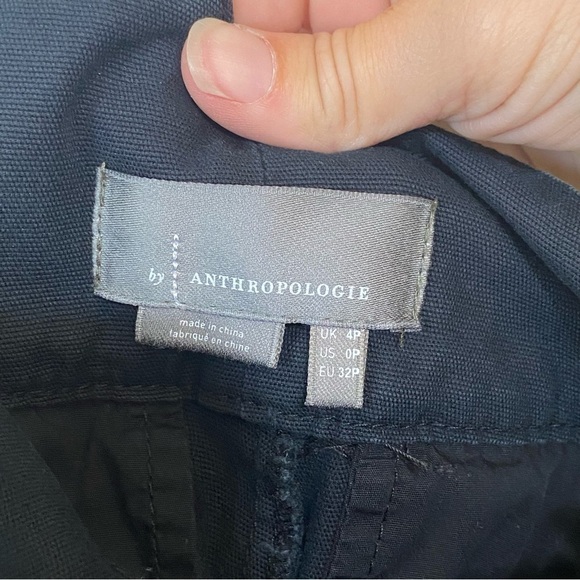 by ANTHROPOLOGIE
made in china
fabriqué en chine
UK 4P
US 0P
EU 32P